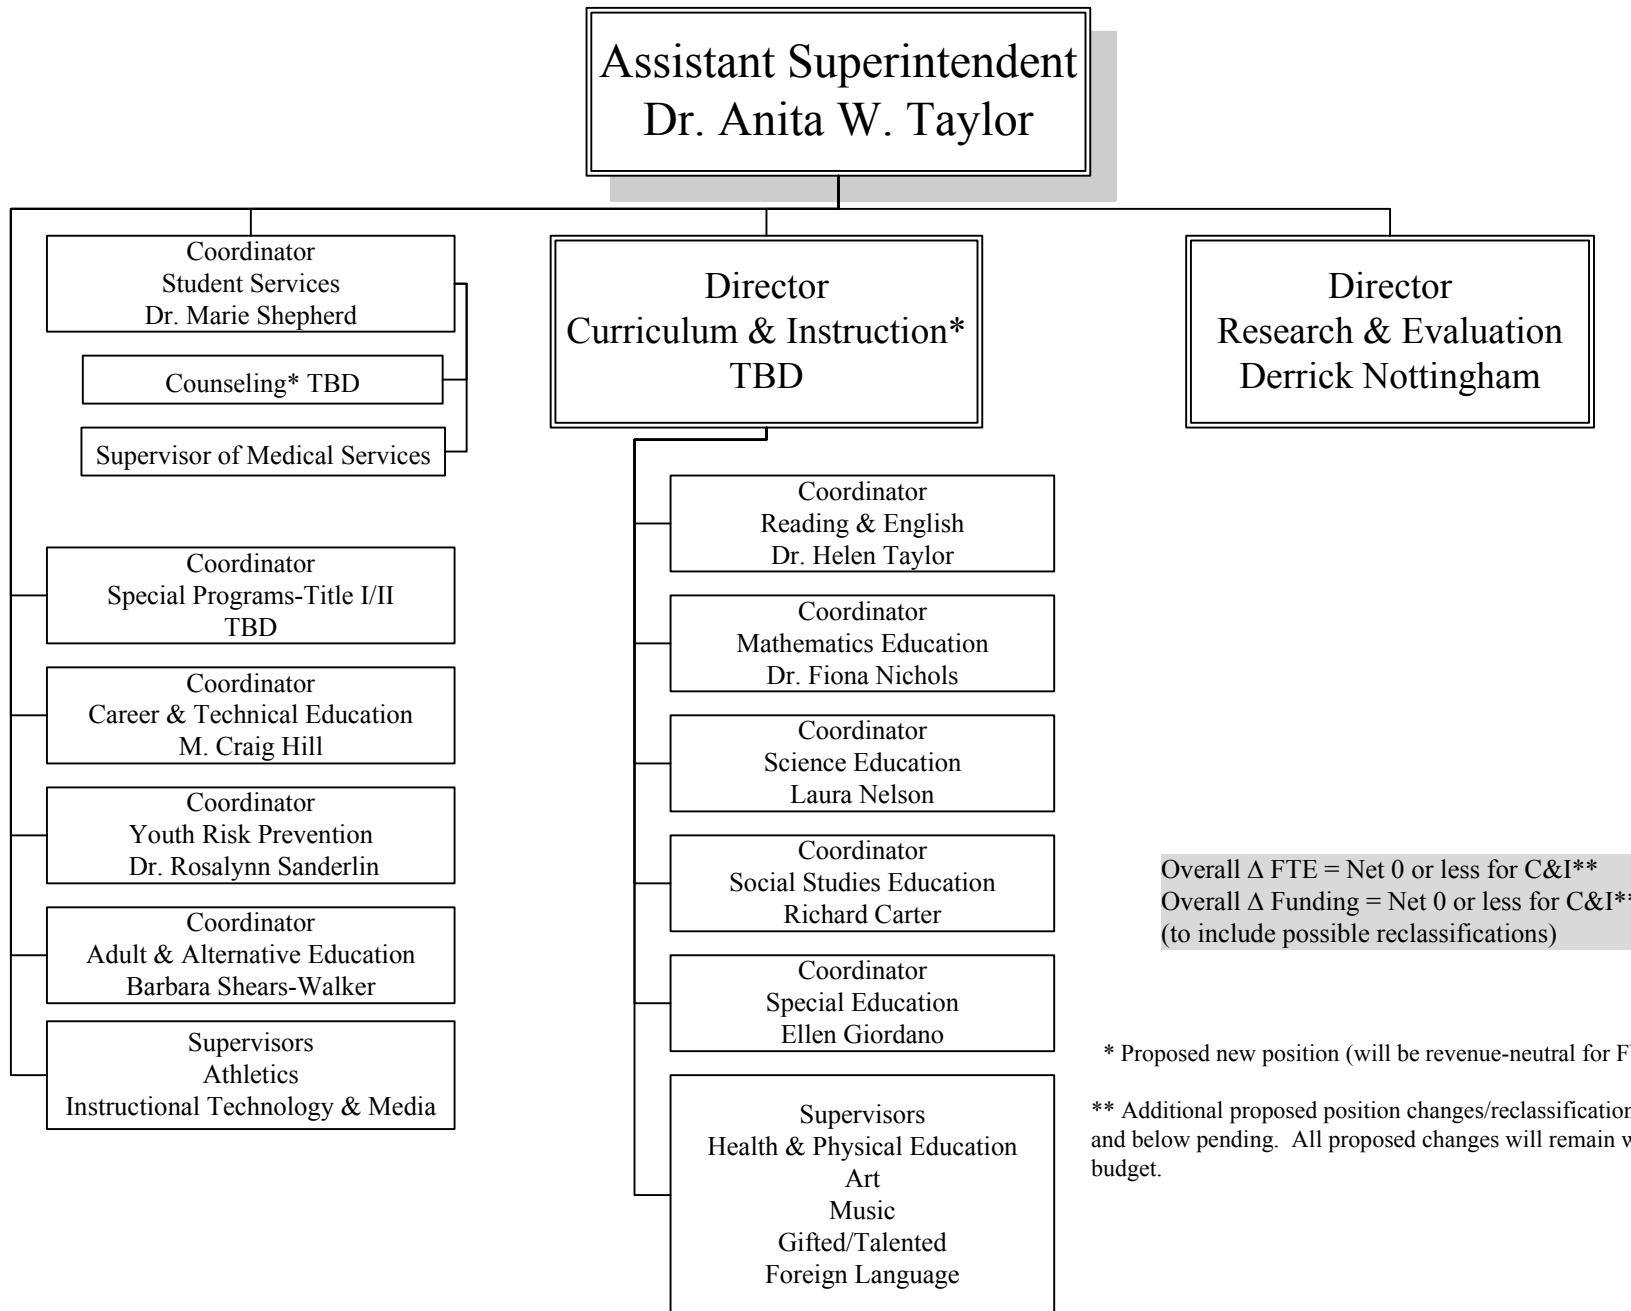 Assistant Superintendent
Dr. Anita W. Taylor
Coordinator
Student Services
Dr. Marie Shepherd
Counseling* TBD
Supervisor of Medical Services
Coordinator
Special Programs-Title I/II
TBD
Coordinator
Career & Technical Education
M. Craig Hill
Coordinator
Youth Risk Prevention
Dr. Rosalynn Sanderlin
Coordinator
Adult & Alternative Education
Barbara Shears-Walker
Supervisors
Athletics
Instructional Technology & Media
Director
Curriculum & Instruction*
TBD
Coordinator
Reading & English
Dr. Helen Taylor
Coordinator
Mathematics Education
Dr. Fiona Nichols
Coordinator
Science Education
Laura Nelson
Coordinator
Social Studies Education
Richard Carter
Coordinator
Special Education
Ellen Giordano
Supervisors
Health & Physical Education
Art
Music
Gifted/Talented
Foreign Language
Director
Research & Evaluation
Derrick Nottingham
Overall Δ FTE = Net 0 or less for C&I**
Overall Δ Funding = Net 0 or less for C&I**
(to include possible reclassifications)
* Proposed new position (will be revenue-neutral for
** Additional proposed position changes/reclassification
and below pending. All proposed changes will remain
budget.